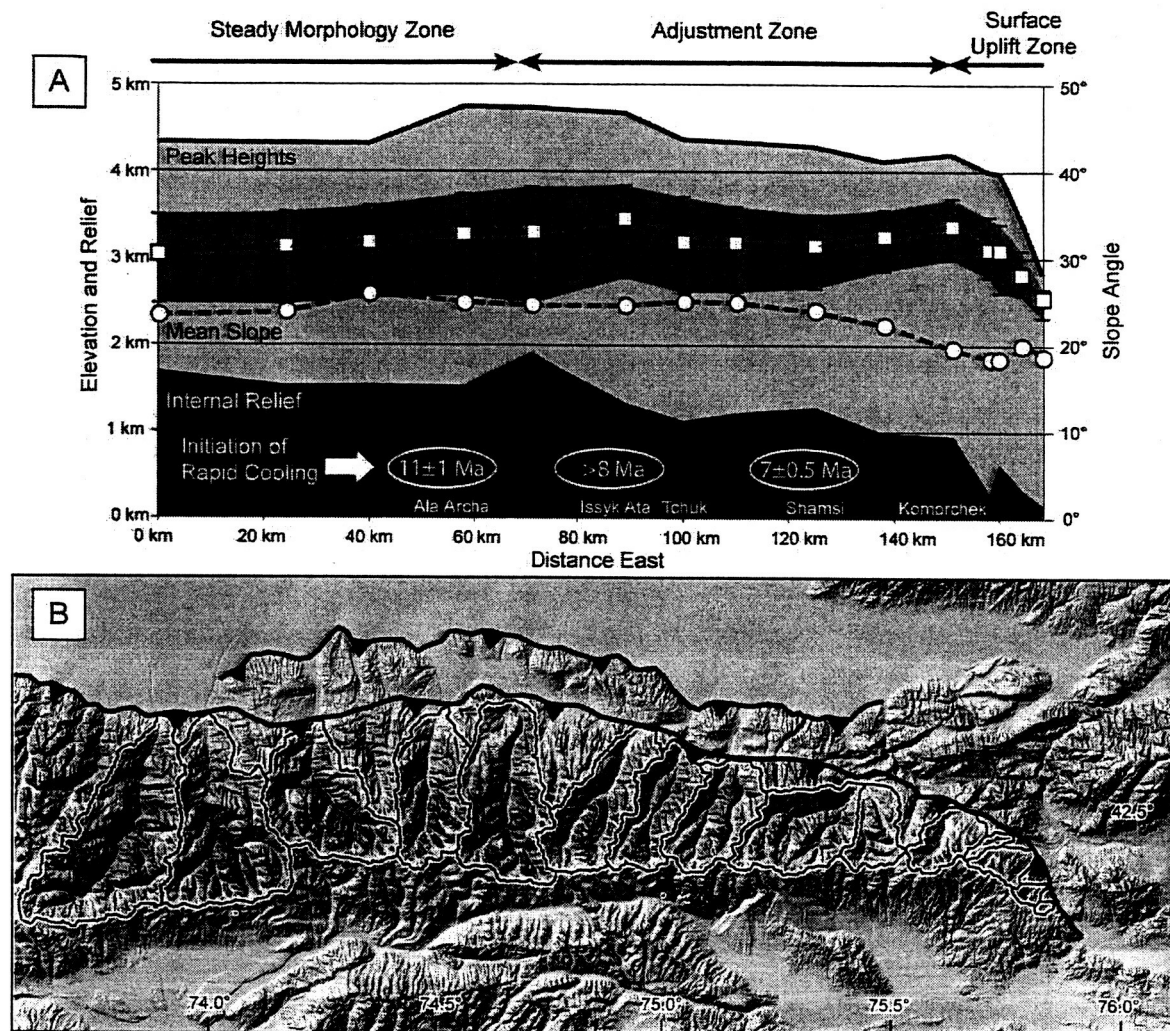 Steady Morphology Zone
Adjustment Zone
Surface
Uplift Zone
A
5 km
4 km
3 km
2 km
1 km
0 km
Elevation and Relief
50°
40°
30°
20°
10°
0°
Slope Angle
Peak Heights
Mean Slope
Internal Relief
Initiation of
Rapid Cooling
11±1 Ma
>8 Ma
7±0.5 Ma
Ala Archa
Issyk Ata
Tchuk
Shamsi
Komorchek
0 km
20 km
40 km
60 km
80 km
100 km
120 km
140 km
160 km
Distance East
B
42.5°
74.0°
74.5°
75.0°
75.5°
76.0°